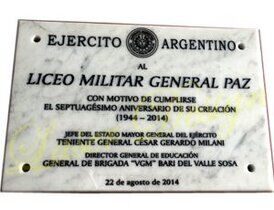 EJERCITO ARGENTINO
AL
LICEO MILITAR GENERAL PAZ
CON MOTIVO DE CUMPLIRSE
EL SEPTUAGÉSIMO ANIVERSARIO DE SU CREACIÓN
(1944 – 2014)
JEFE DEL ESTADO MAYOR GENERAL DEL EJÉRCITO
TENIENTE GENERAL CÉSAR GERARDO MILANI
DIRECTOR GENERAL DE EDUCACIÓN
GENERAL DE BRIGADA "VGM" BARI DEL VALLE SOSA
22 de agosto de 2014